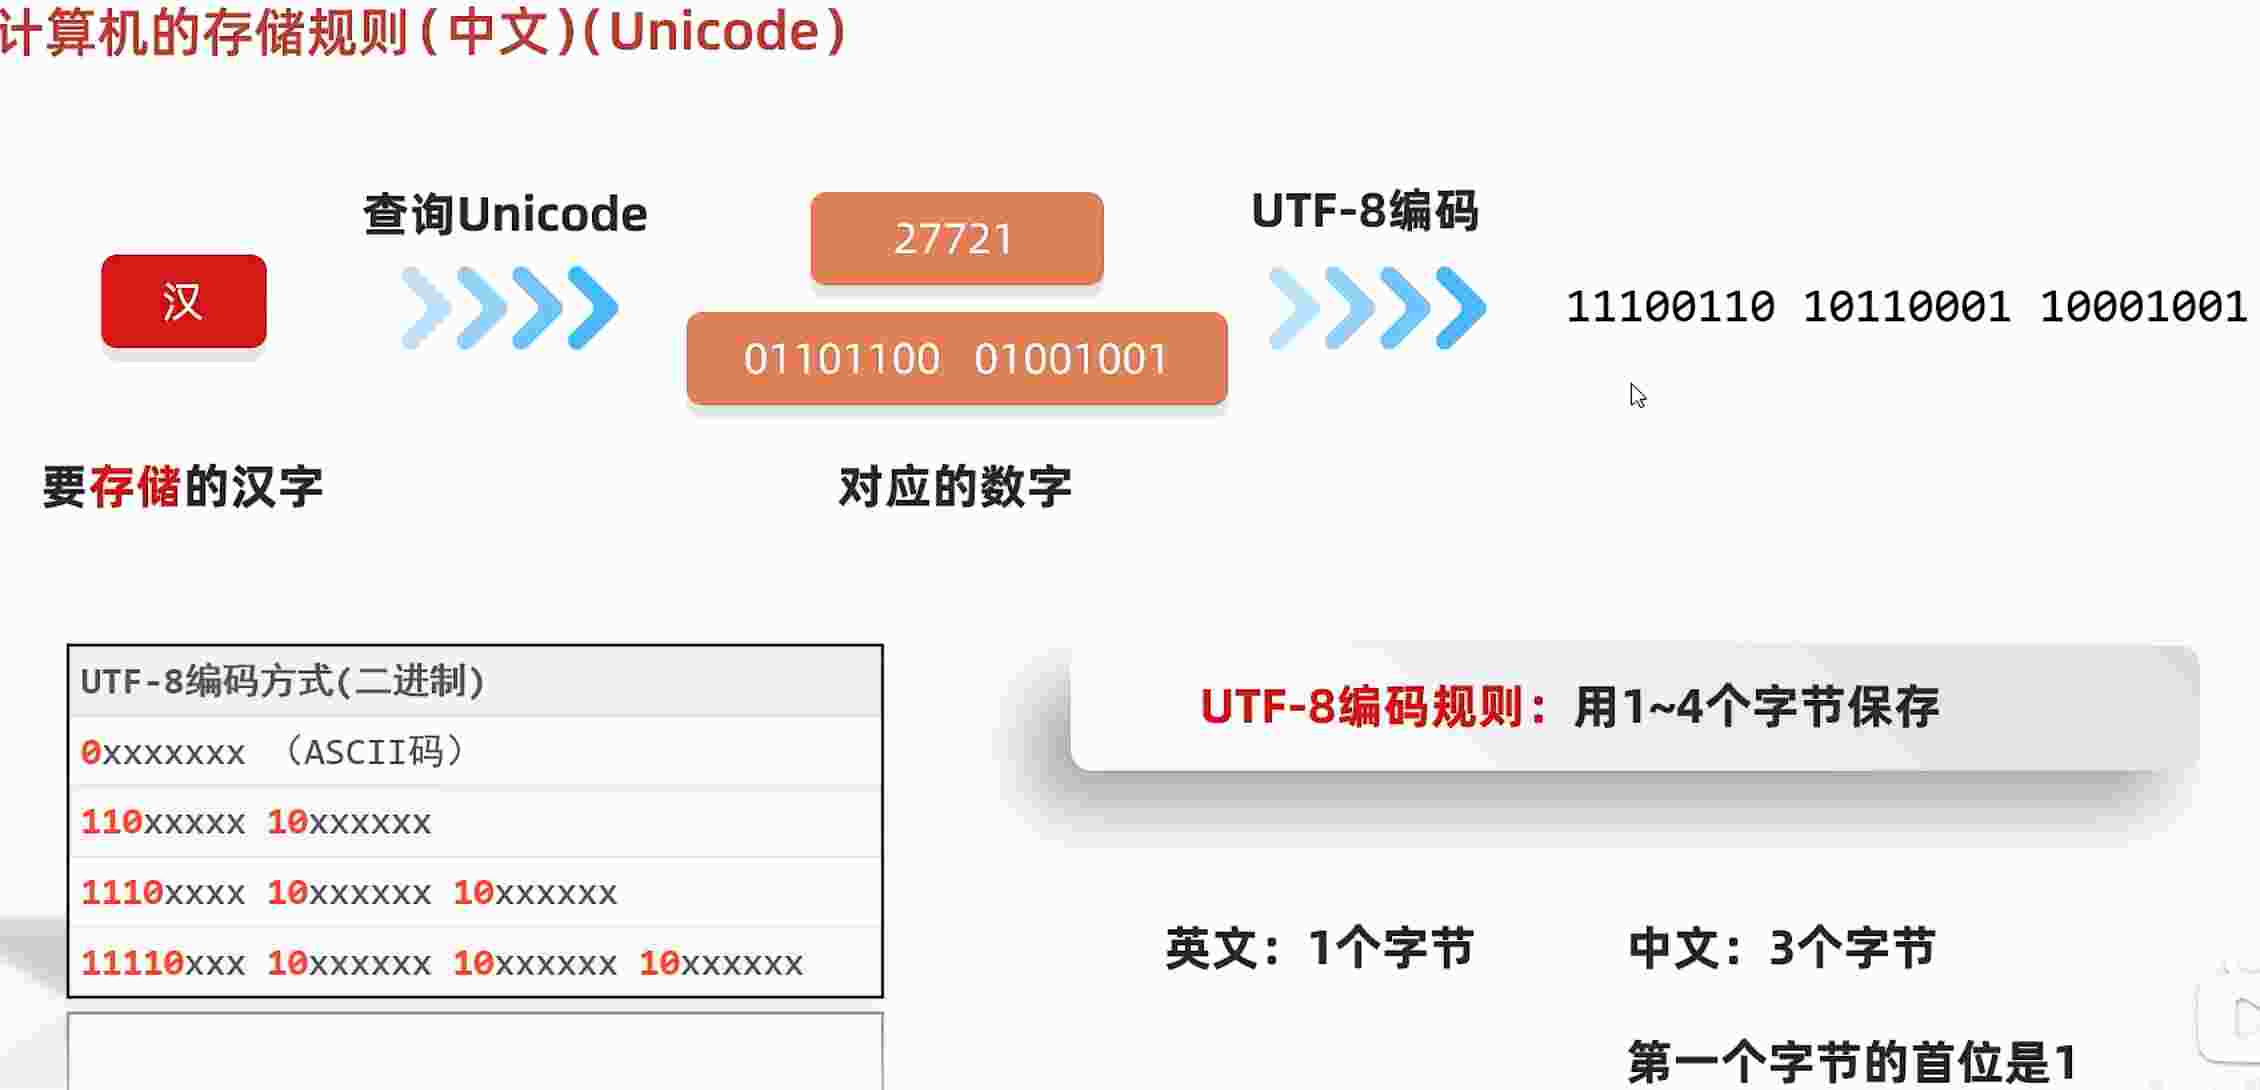 计算机的存储规则(中文)(Unicode)
查询Unicode
27721
UTF-8编码
汉
01101100 01001001
11100110 10110001 10001001
要存储的汉字
对应的数字
UTF-8编码方式(二进制)
0xxxxxxx （ASCII码）
110xxxxx 10xxxxxx
1110xxxx 10xxxxxx 10xxxxxx
11110xxx 10xxxxxx 10xxxxxx 10xxxxxx
UTF-8编码规则：用1~4个字节保存
英文：1个字节
中文：3个字节
第一个字节的首位是1